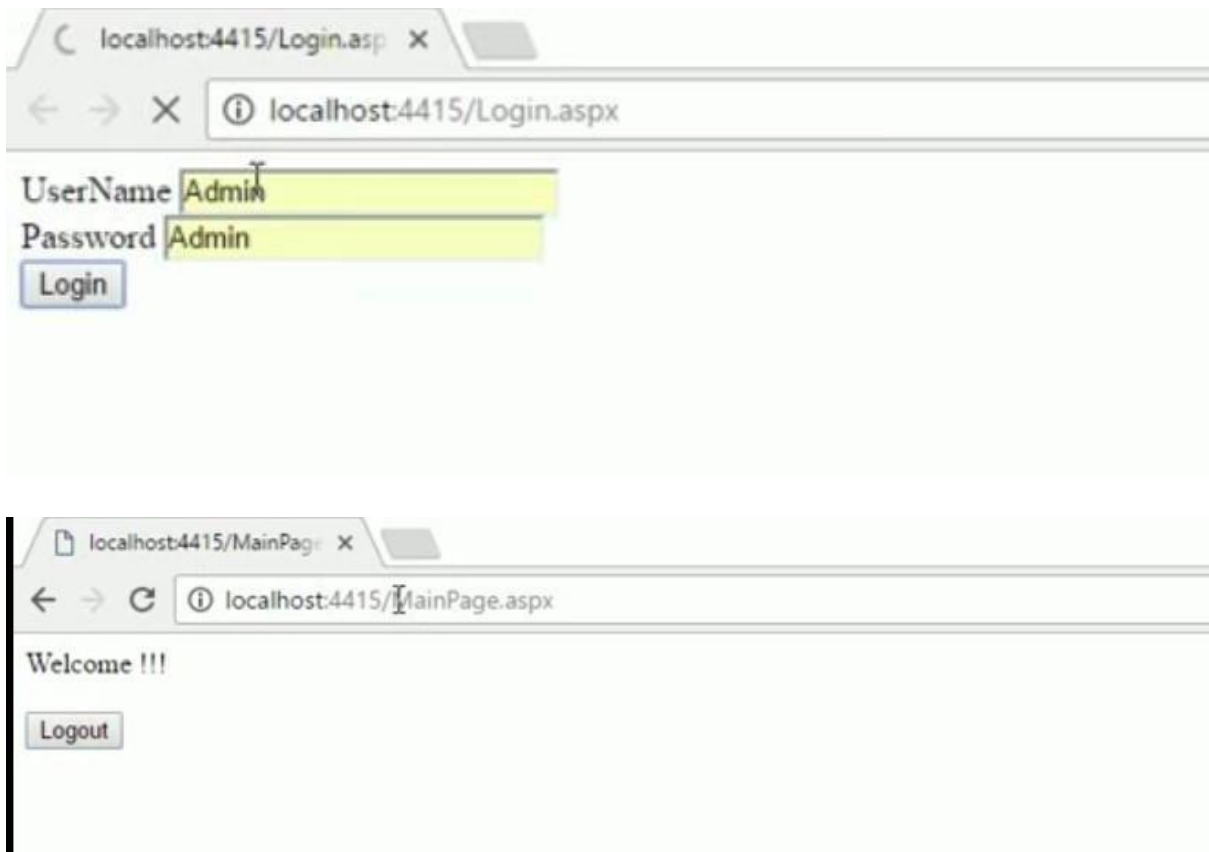 localhost:4415/Login.asp
localhost:4415/Login.aspx
UserName Admin
Password Admin
Login
localhost:4415/MainPage
localhost:4415/MainPage.aspx
Welcome !!!
Logout